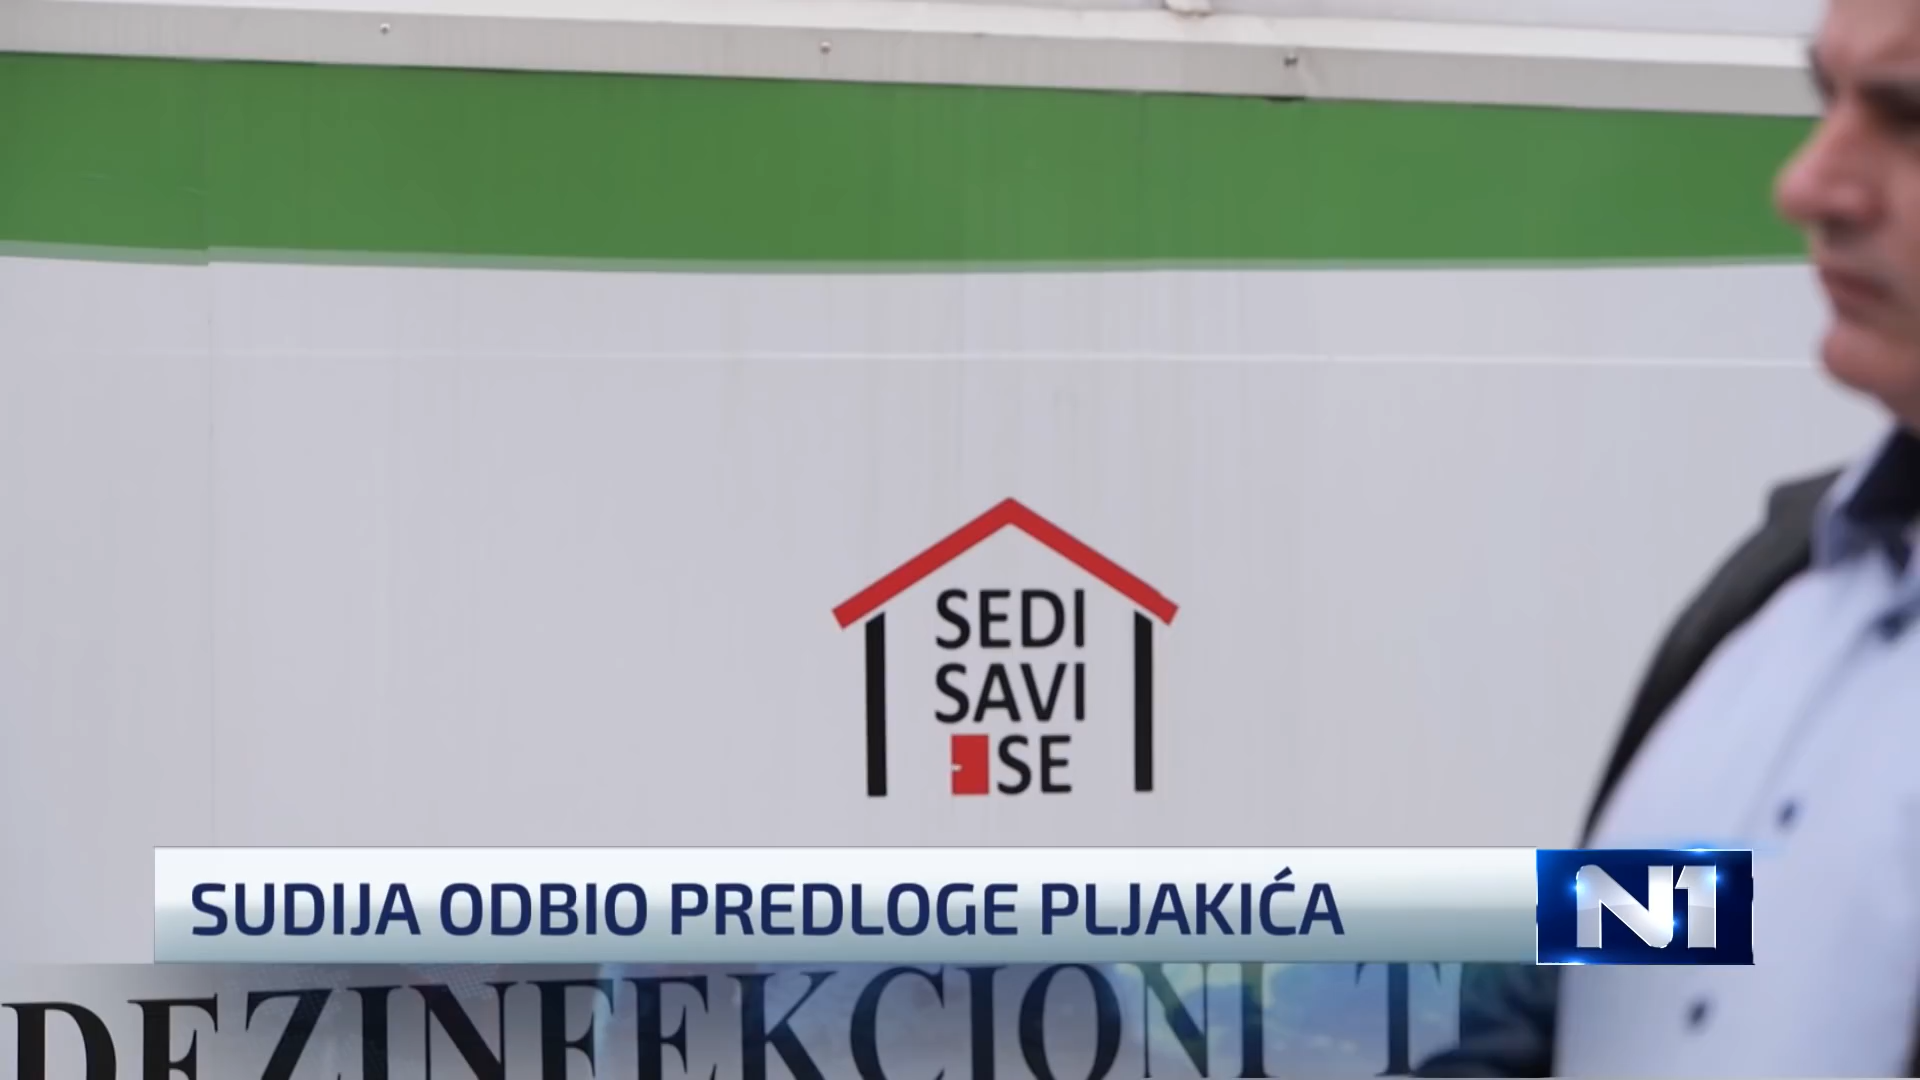 SEDI
SAVI
SE
SUDIJA ODBIO PREDLOGE PLJAKIĆA
N1
DEZINFEKCIONI T